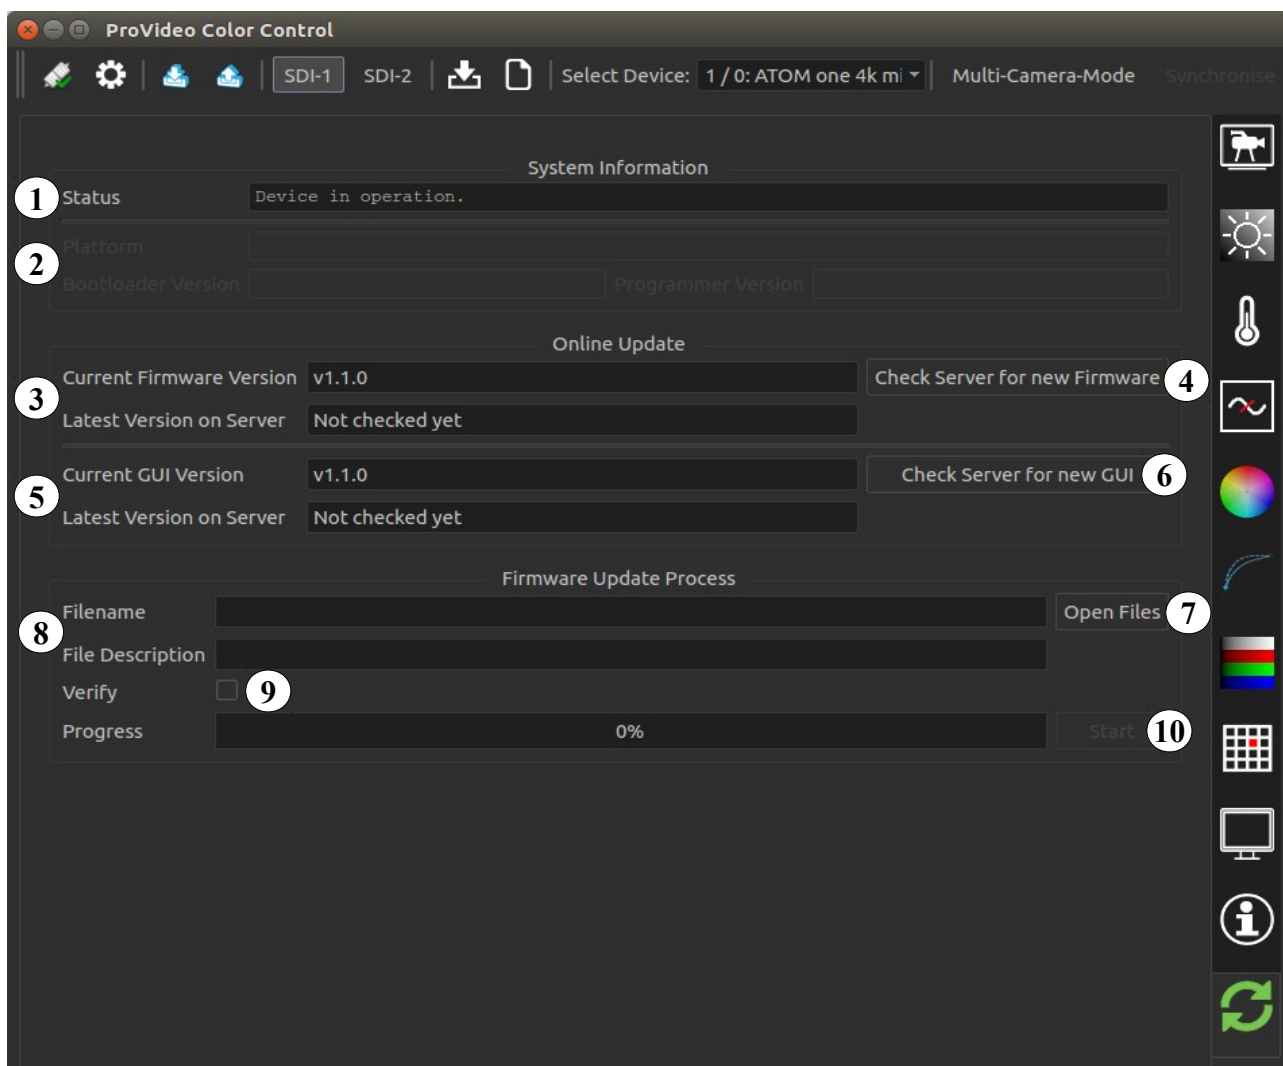 ProVideo Color Control
SDI-1 SDI-2 Select Device: 1 / 0: ATOM one 4k mi Multi-Camera-Mode Synchronise
System Information
1 Status Device in operation.
2 Platform
Bootloader Version Programmer Version
Online Update
3 Current Firmware Version v1.1.0 Check Server for new Firmware 4
Latest Version on Server Not checked yet
5 Current GUI Version v1.1.0 Check Server for new GUI 6
Latest Version on Server Not checked yet
Firmware Update Process
8 Filename Open Files 7
File Description
Verify 9
Progress 0% Start 10